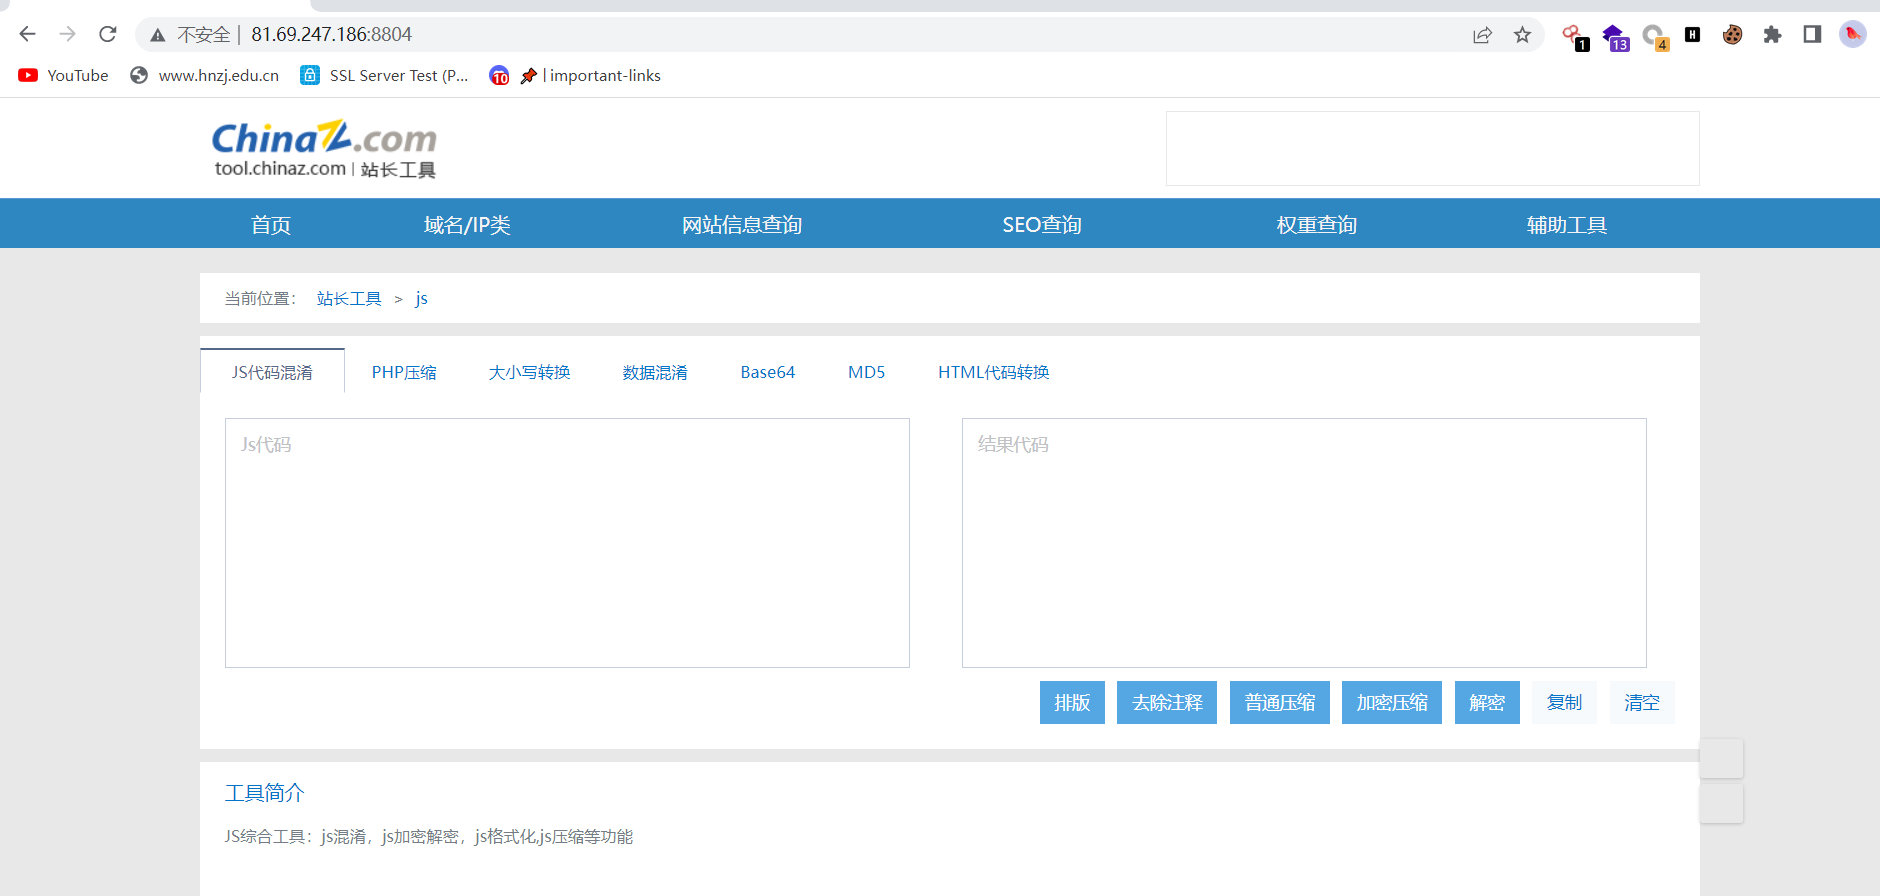 不安全 | 81.69.247.186:8804
1 13 4 H
YouTube www.hnzj.edu.cn SSL Server Test (P... 10 | important-links
ChinaZ.com
tool.chinaz.com | 站长工具
首页 域名/IP类 网站信息查询 SEO查询 权重查询 辅助工具
当前位置： 站长工具 > js
JS代码混淆 PHP压缩 大小写转换 数据混淆 Base64 MD5 HTML代码转换
Js代码 结果代码
排版 去除注释 普通压缩 加密压缩 解密 复制 清空
工具简介
JS综合工具：js混淆，js加密解密，js格式化,js压缩等功能